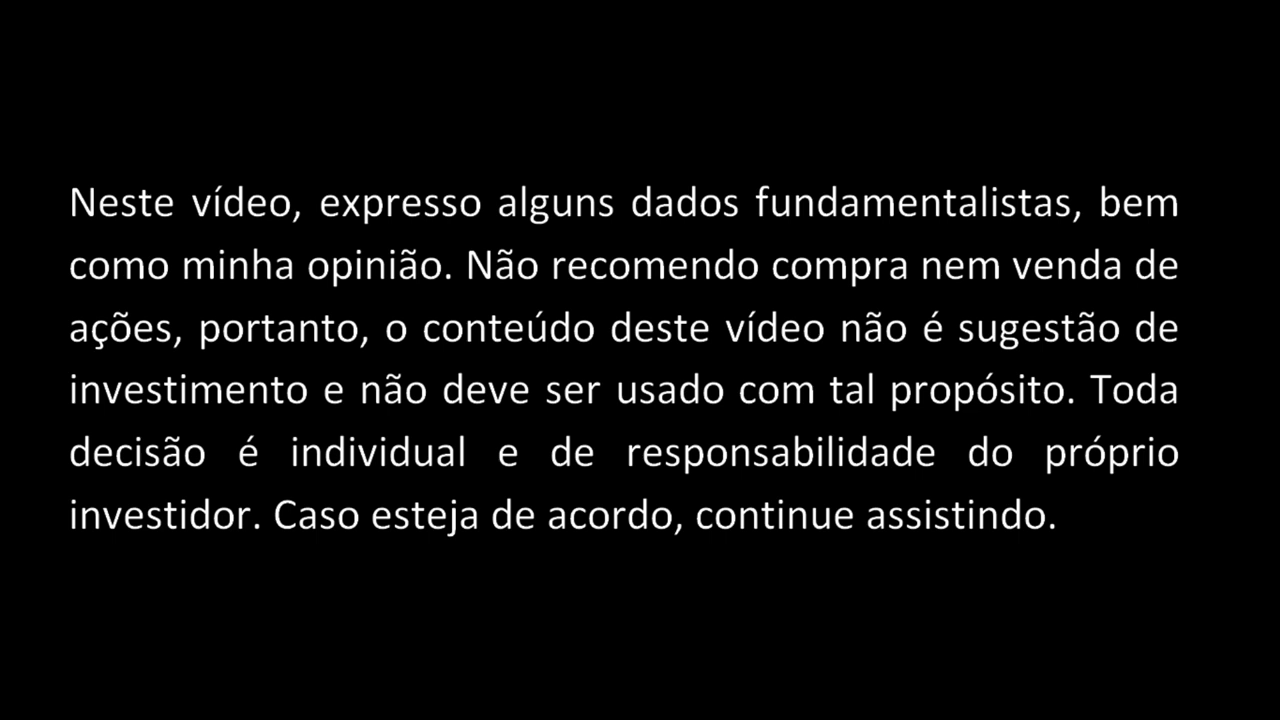 Neste vídeo, expresso alguns dados fundamentalistas, bem
como minha opinião. Não recomendo compra nem venda de
ações, portanto, o conteúdo deste vídeo não é sugestão de
investimento e não deve ser usado com tal propósito. Toda
decisão é individual e de responsabilidade do próprio
investidor. Caso esteja de acordo, continue assistindo.